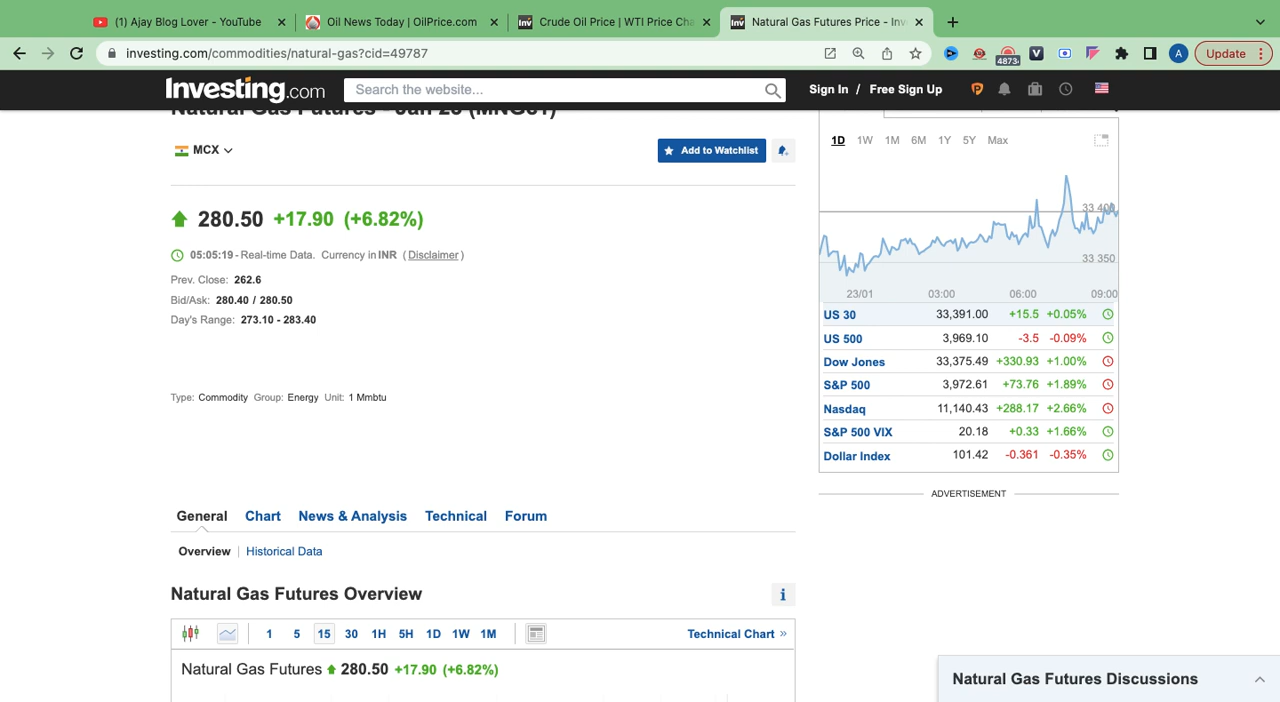 (1) Ajay Blog Lover - YouTube
Oil News Today | OilPrice.com
Crude Oil Price | WTI Price Cha
Natural Gas Futures Price - Inv
investing.com/commodities/natural-gas?cid=49787
4873
V
A
Update
Investing.com
Search the website...
Sign In / Free Sign Up
P
MCX
Add to Watchlist
280.50 +17.90 (+6.82%)
05:05:19 - Real-time Data. Currency in INR ( Disclaimer )
Prev. Close: 262.6
Bid/Ask: 280.40 / 280.50
Day's Range: 273.10 - 283.40
Type: Commodity Group: Energy Unit: 1 Mmbtu
General Chart News & Analysis Technical Forum
Overview | Historical Data
Natural Gas Futures Overview
i
1 5 15 30 1H 5H 1D 1W 1M
Technical Chart »
Natural Gas Futures 280.50 +17.90 (+6.82%)
1D 1W 1M 6M 1Y 5Y Max
33 400
33 350
23/01 03:00 06:00 09:00
US 30 33,391.00 +15.5 +0.05%
US 500 3,969.10 -3.5 -0.09%
Dow Jones 33,375.49 +330.93 +1.00%
S&P 500 3,972.61 +73.76 +1.89%
Nasdaq 11,140.43 +288.17 +2.66%
S&P 500 VIX 20.18 +0.33 +1.66%
Dollar Index 101.42 -0.361 -0.35%
ADVERTISEMENT
Natural Gas Futures Discussions